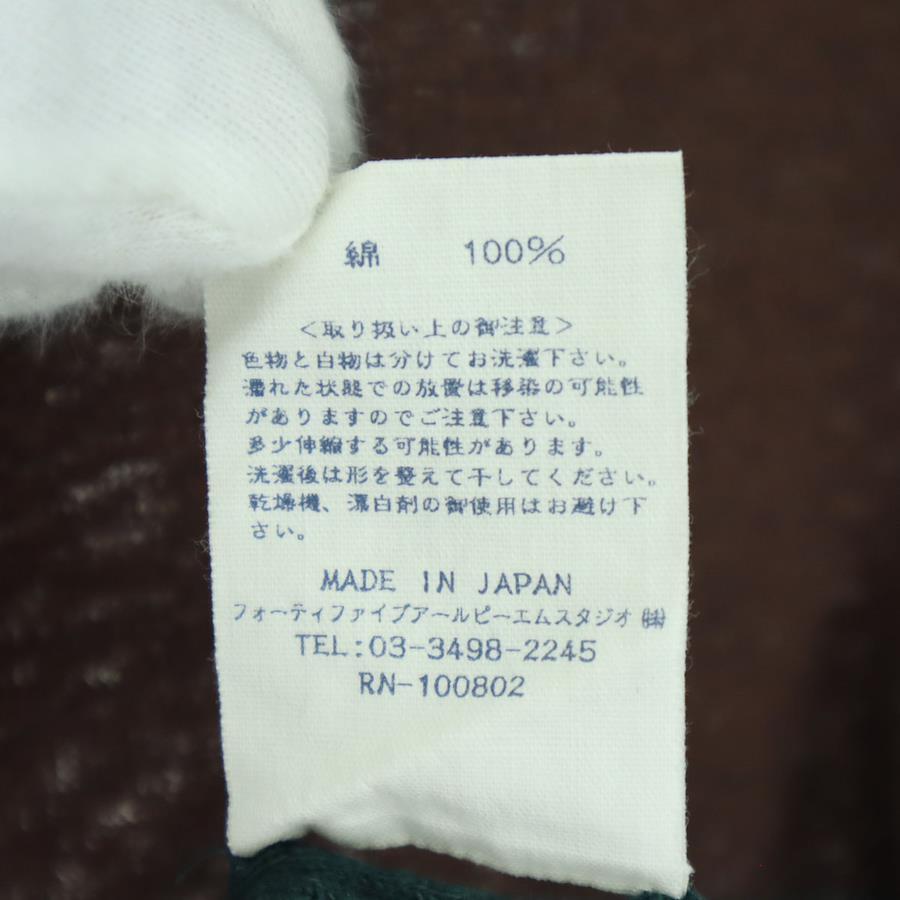 綿 100%
<取り扱い上の御注意>
色物と白物は分けてお洗濯下さい。
濡れた状態での放置は移染の可能性
がありますのでご注意下さい。
多少伸縮する可能性があります。
洗濯後は形を整えて干してください。
乾燥機、漂白剤の御使用はお避け下
さい。
MADE IN JAPAN
フォーティファイブアールピーエムスタジオ㈱
TEL:03-3498-2245
RN-100802